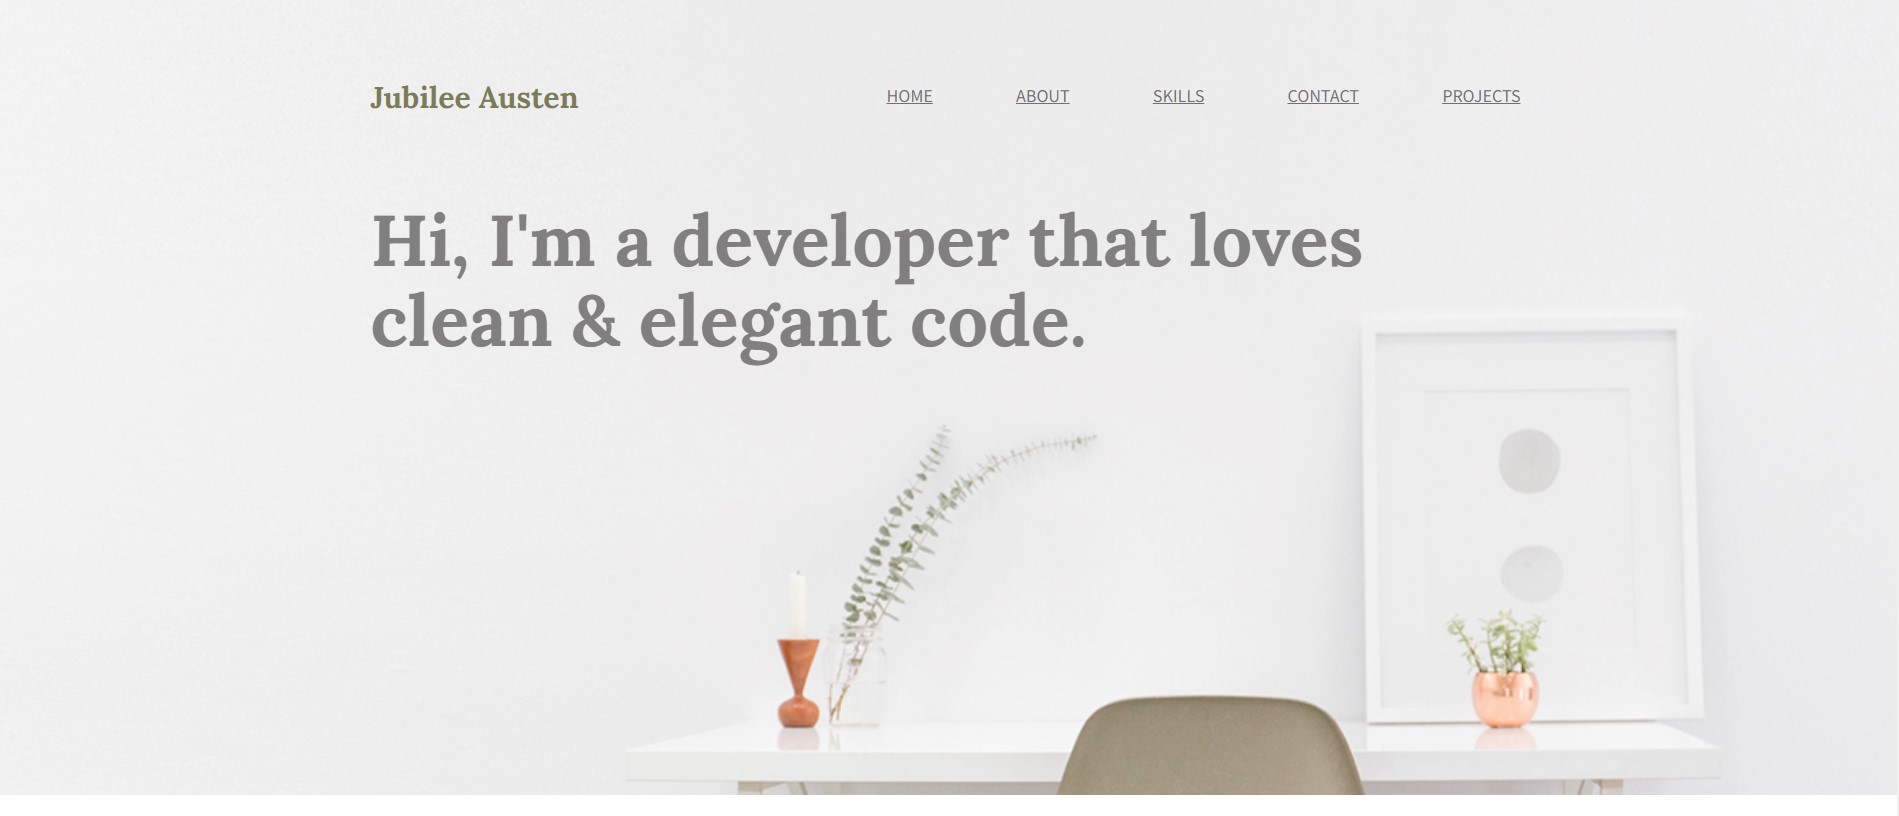 Jubilee Austen
HOME ABOUT SKILLS CONTACT PROJECTS
Hi, I'm a developer that loves
clean & elegant code.